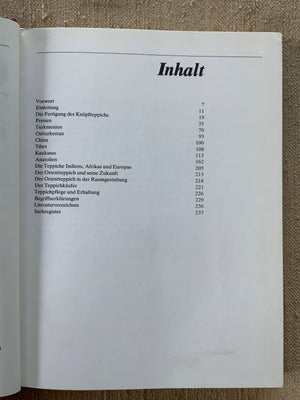 Inhalt
Vorwort 7
Einleitung 11
Die Fertigung des Knüpfteppichs 19
Persien 35
Turkmenien 70
Ostturkestan 93
China 100
Tibet 108
Kaukasus 113
Anatolien 162
Die Teppiche Indiens, Afrikas und Europas 205
Der Orientteppich und seine Zukunft 215
Der Orientteppich in der Raumgestaltung 218
Der Teppichkäufer 221
Teppichpflege und Erhaltung 226
Begriffserklärungen 229
Literaturverzeichnis 236
Sachregister 237